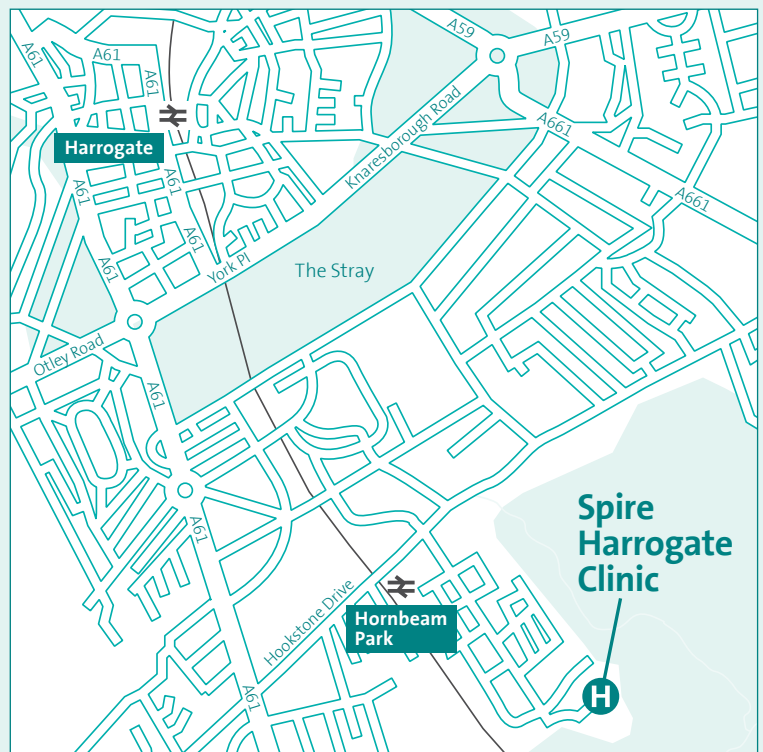 A61
A61
A61
A59
A59
Harrogate
Knaresborough Road
A661
A661
A61
A61
A61
A61
York Pl
The Stray
Otley Road
A61
A61
Spire
Harrogate
Clinic
Hookstone Drive
Hornbeam
Park
A61
H